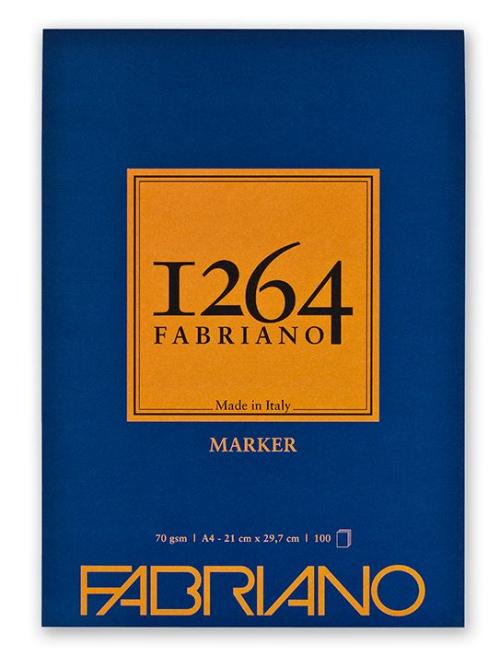 1264
FABRIANO
Made in Italy
MARKER
70 gsm | A4 - 21 cm x 29,7 cm | 100
FABRIANO